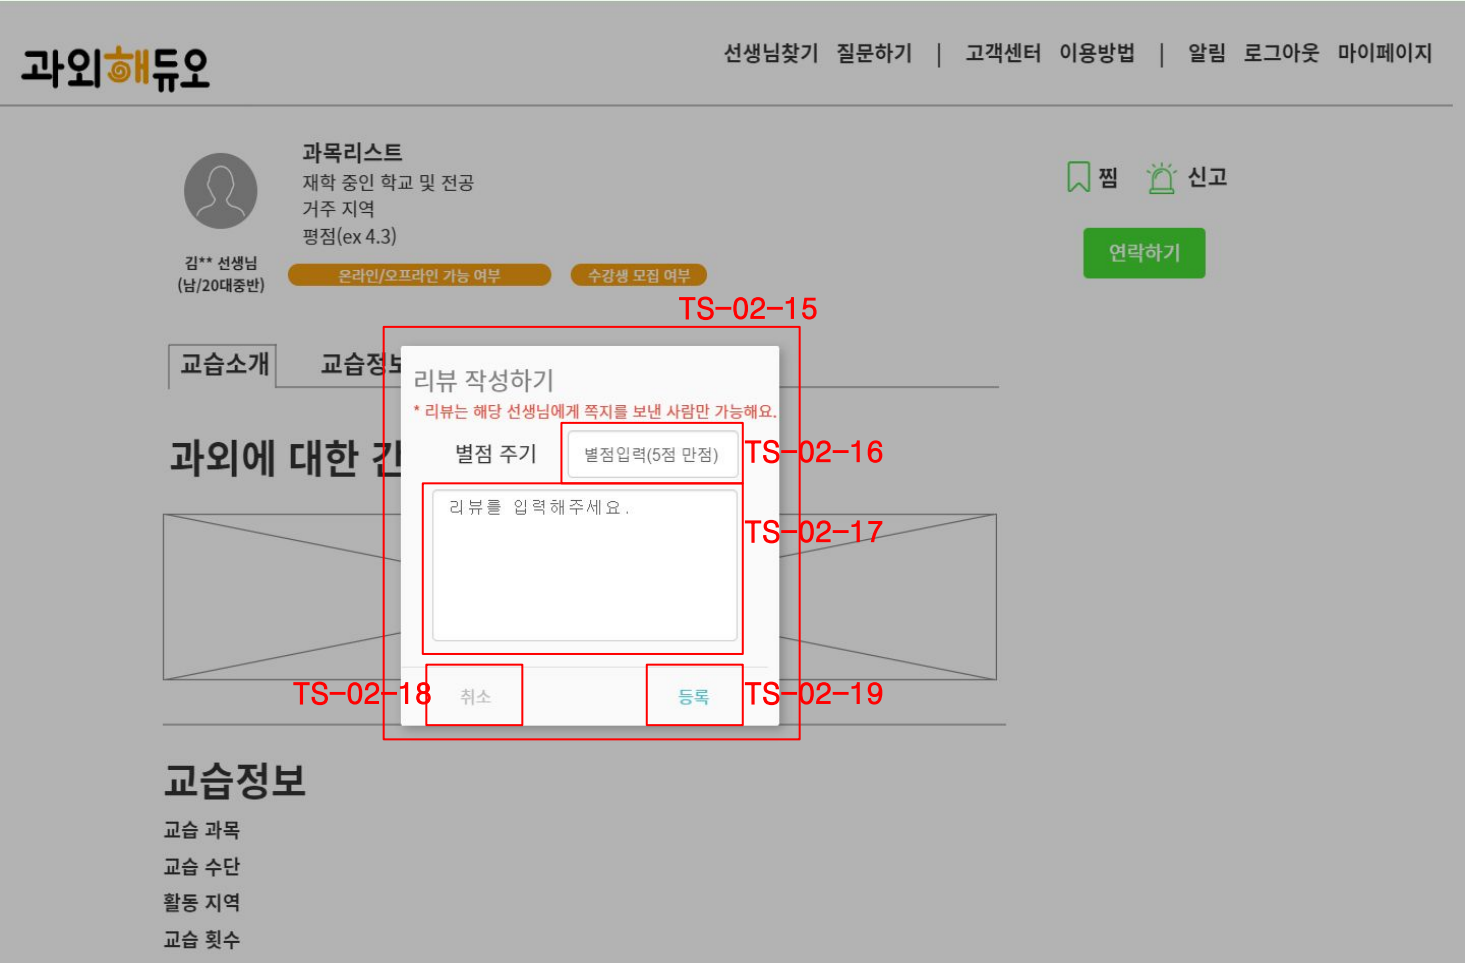 과외해듀오
선생님찾기 질문하기 | 고객센터 이용방법 | 알림 로그아웃 마이페이지
과목리스트
재학 중인 학교 및 전공
거주 지역
평점(ex 4.3)
김** 선생님
(남/20대중반)
온라인/오프라인 가능 여부
수강생 모집 여부
찜
신고
연락하기
TS-02-15
교습소개
교습정보
리뷰 작성하기
* 리뷰는 해당 선생님에게 쪽지를 보낸 사람만 가능해요.
과외에 대한 간
별점 주기
별점입력(5점 만점)
TS-02-16
리뷰를 입력해주세요.
TS-02-17
TS-02-18
취소
등록
TS-02-19
교습정보
교습 과목
교습 수단
활동 지역
교습 횟수